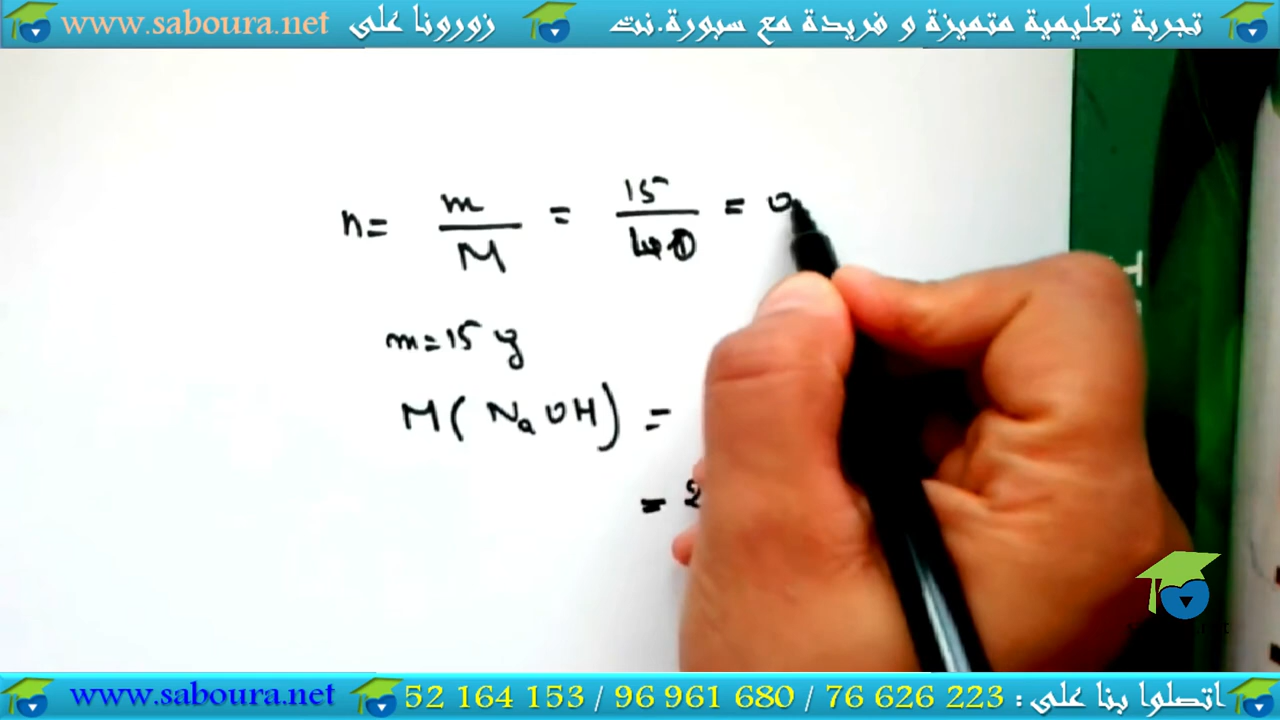 www.saboura.net زورونا على تجربة تعليمية متميزة و فريدة مع سبورة.نت
n = m/M = 15/40 = 0
m = 15 g
M(NaOH) =
= 2
www.saboura.net 52 164 153 / 96 961 680 / 76 626 223 : اتصلوا بنا على